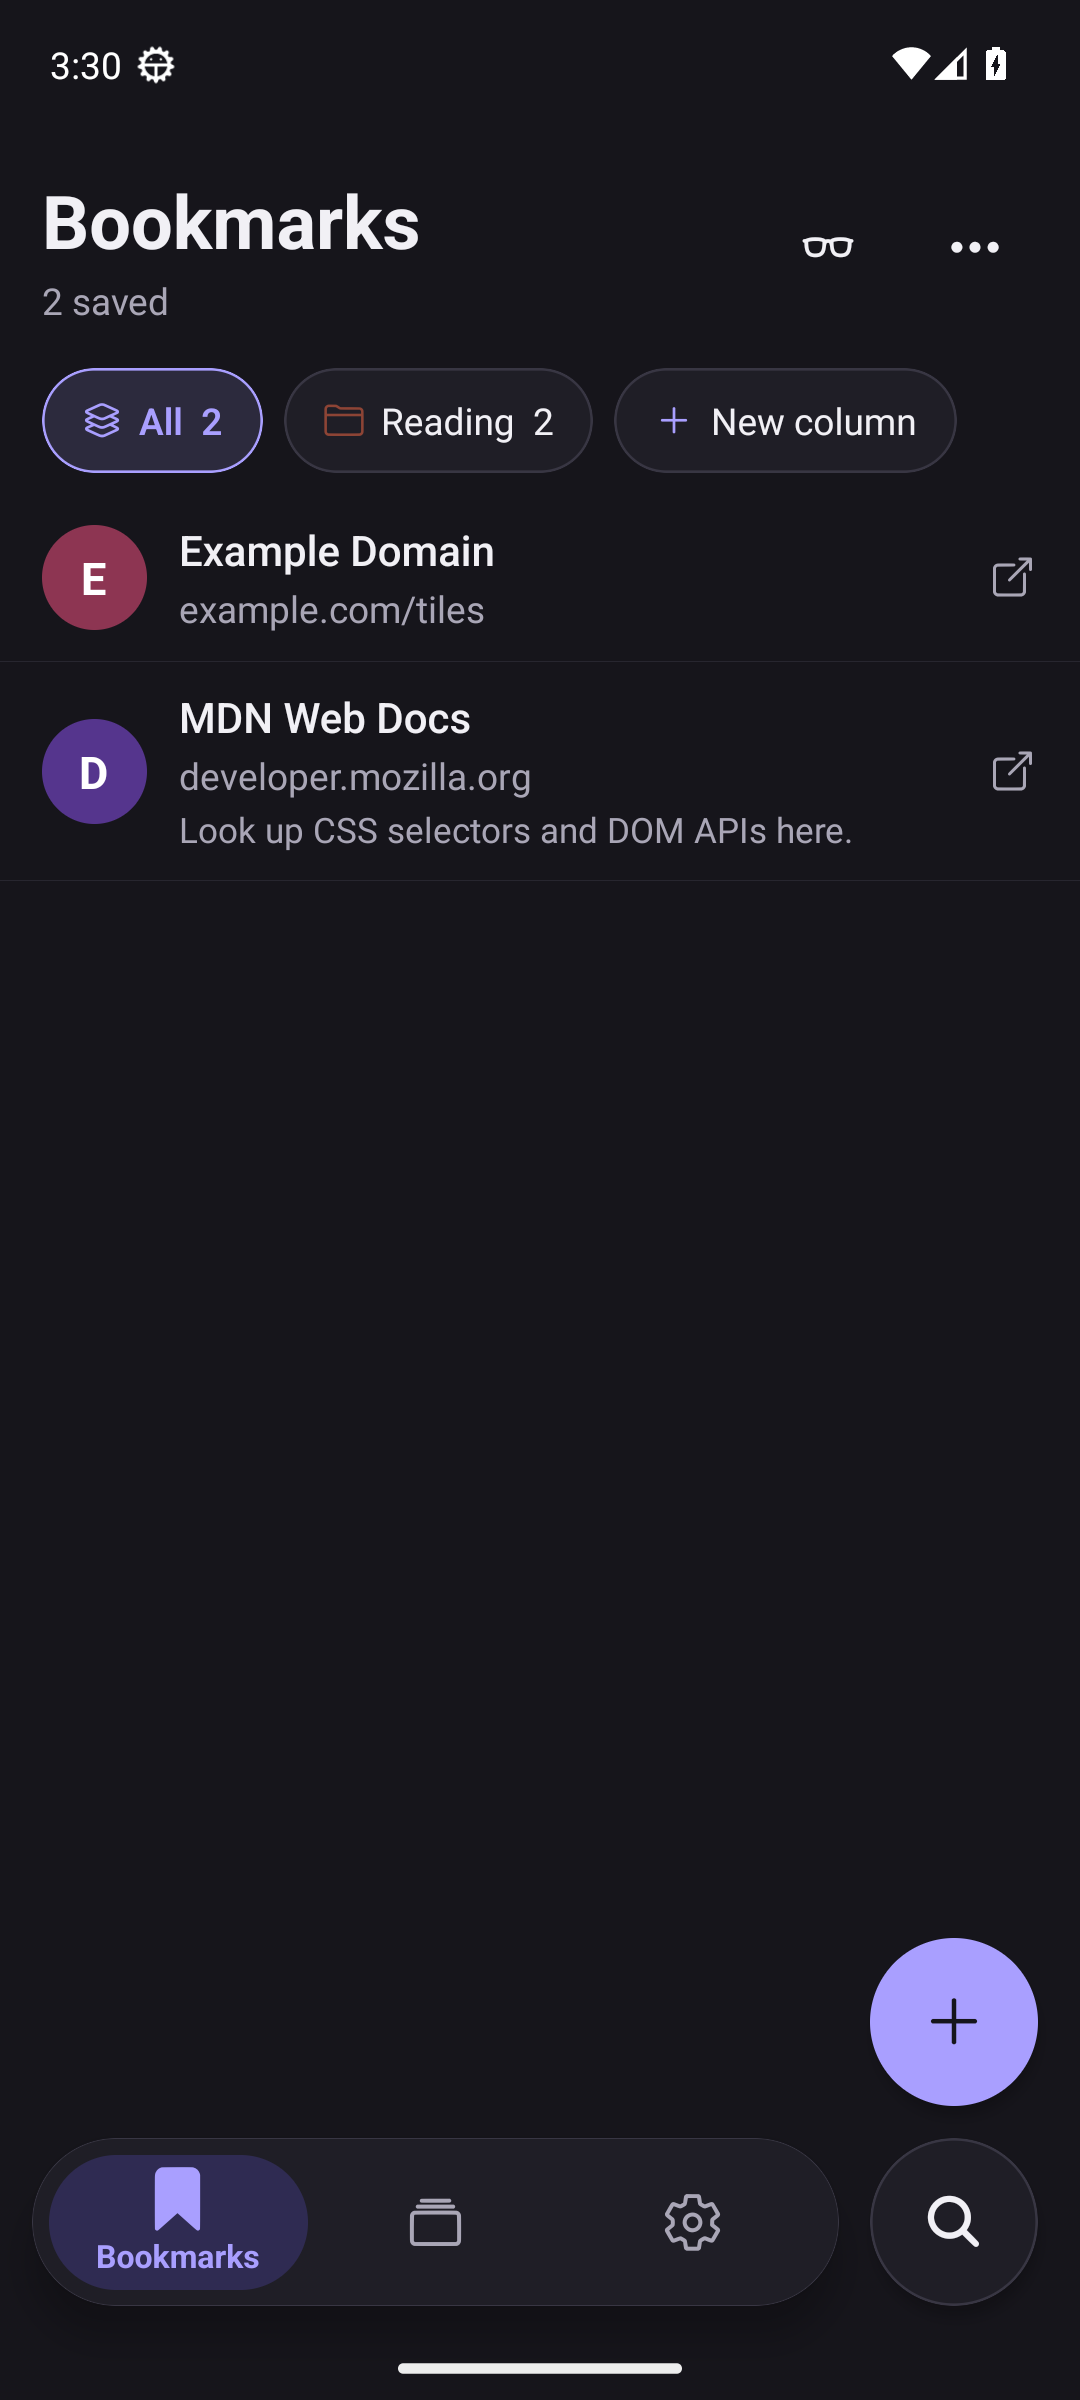 3:30
Bookmarks
2 saved
All 2
Reading 2
New column
E
Example Domain
example.com/tiles
D
MDN Web Docs
developer.mozilla.org
Look up CSS selectors and DOM APIs here.
Bookmarks